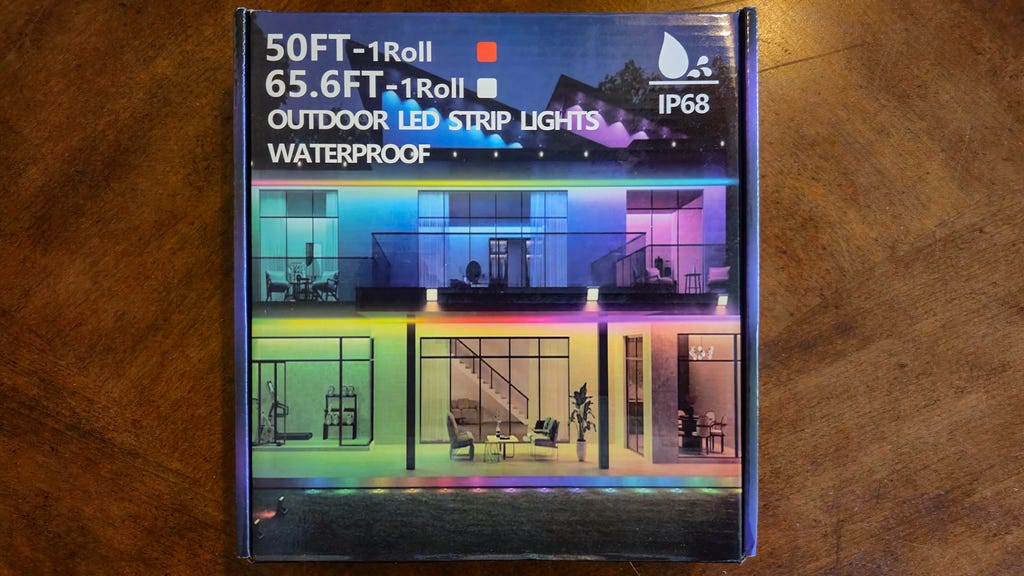 50FT-1Roll
65.6FT-1Roll
OUTDOOR LED STRIP LIGHTS
WATERPROOF
IP68